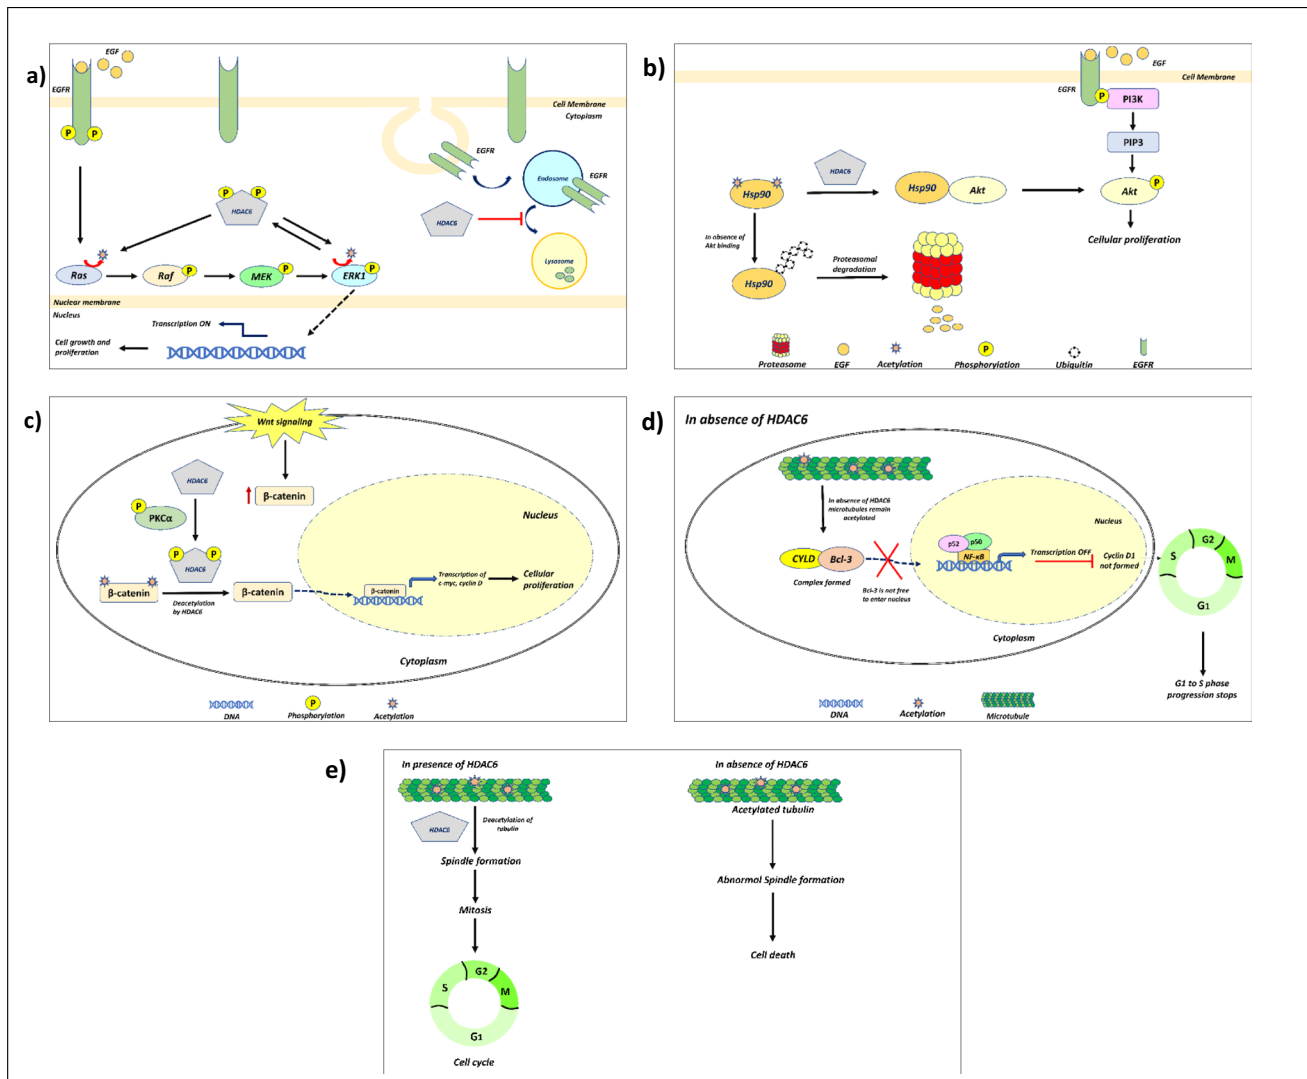 a)
EGF
EGFR
P
P
Cell Membrane
Cytoplasm
EGFR
Endosome
EGFR
P
P
HDAC6
HDAC6
Lysosome
Ras
Raf
P
MEK
P
ERK1
P
Nuclear membrane
Nucleus
Transcription ON
Cell growth and
proliferation
b)
EGF
Cell Membrane
EGFR
P
PI3K
PIP3
HDAC6
Hsp90
Hsp90
Akt
Akt
P
In absence of
Akt binding
Cellular proliferation
Hsp90
Proteasomal
degradation
P
Proteasome
EGF
Acetylation
Phosphorylation
Ubiquitin
EGFR
c)
Wnt signaling
HDAC6
β-catenin
P
PKCα
Nucleus
P
P
HDAC6
β-catenin
Deacetylation
by HDAC6
β-catenin
β-catenin
Transcription of
c-myc, cyclin D
Cellular
proliferation
Cytoplasm
P
DNA
Phosphorylation
Acetylation
d)
In absence of HDAC6
In absence of HDAC6
microtubules remain
acetylated
CYLD
Bcl-3
Complex formed
Bcl-3 is not free
to enter nucleus
Nucleus
p52
p50
NF-κB
Transcription OFF
Cyclin D1
not formed
Cytoplasm
S
G2
M
G1
G1 to S phase
progression stops
DNA
Acetylation
Microtubule
e)
In presence of HDAC6
HDAC6
Deacetylation of
tubulin
Spindle formation
Mitosis
S
G2
M
G1
Cell cycle
In absence of HDAC6
Acetylated tubulin
Abnormal Spindle formation
Cell death